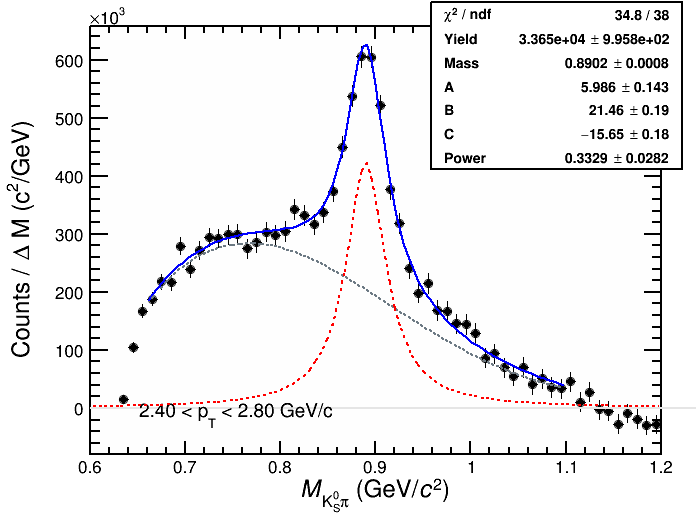 ×10³
χ² / ndf 34.8 / 38
Yield 3.365e+04 ± 9.958e+02
Mass 0.8902 ± 0.0008
A 5.986 ± 0.143
B 21.46 ± 0.19
C −15.65 ± 0.18
Power 0.3329 ± 0.0282
Counts / Δ M (c²/GeV)
600
500
400
300
200
100
0
2.40 < p_T < 2.80 GeV/c
0.6 0.7 0.8 0.9 1 1.1 1.2
M_{K⁰_Sπ} (GeV/c²)